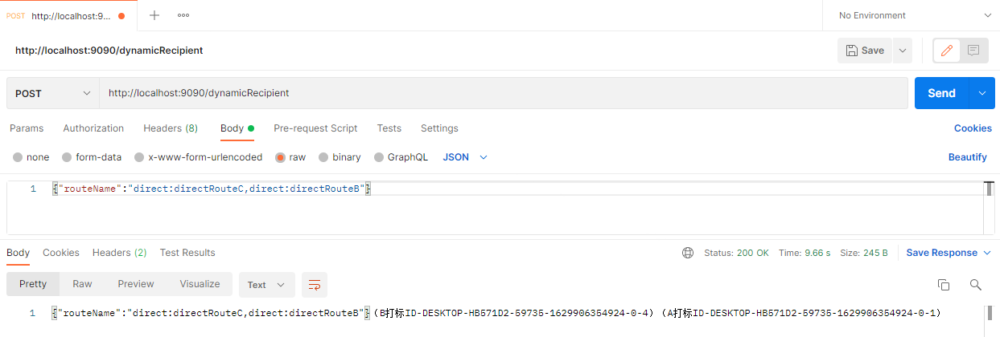 POST http://localhost:9...
No Environment
http://localhost:9090/dynamicRecipient
Save
POST http://localhost:9090/dynamicRecipient Send
Params Authorization Headers (8) Body Pre-request Script Tests Settings Cookies
none form-data x-www-form-urlencoded raw binary GraphQL JSON Beautify
1 {"routeName":"direct:directRouteC,direct:directRouteB"}
Body Cookies Headers (2) Test Results Status: 200 OK Time: 9.66 s Size: 245 B Save Response
Pretty Raw Preview Visualize Text
1 {"routeName":"direct:directRouteC,direct:directRouteB"}(B打标ID-DESKTOP-HB571D2-59735-1629906354924-0-4)(A打标ID-DESKTOP-HB571D2-59735-1629906354924-0-1)